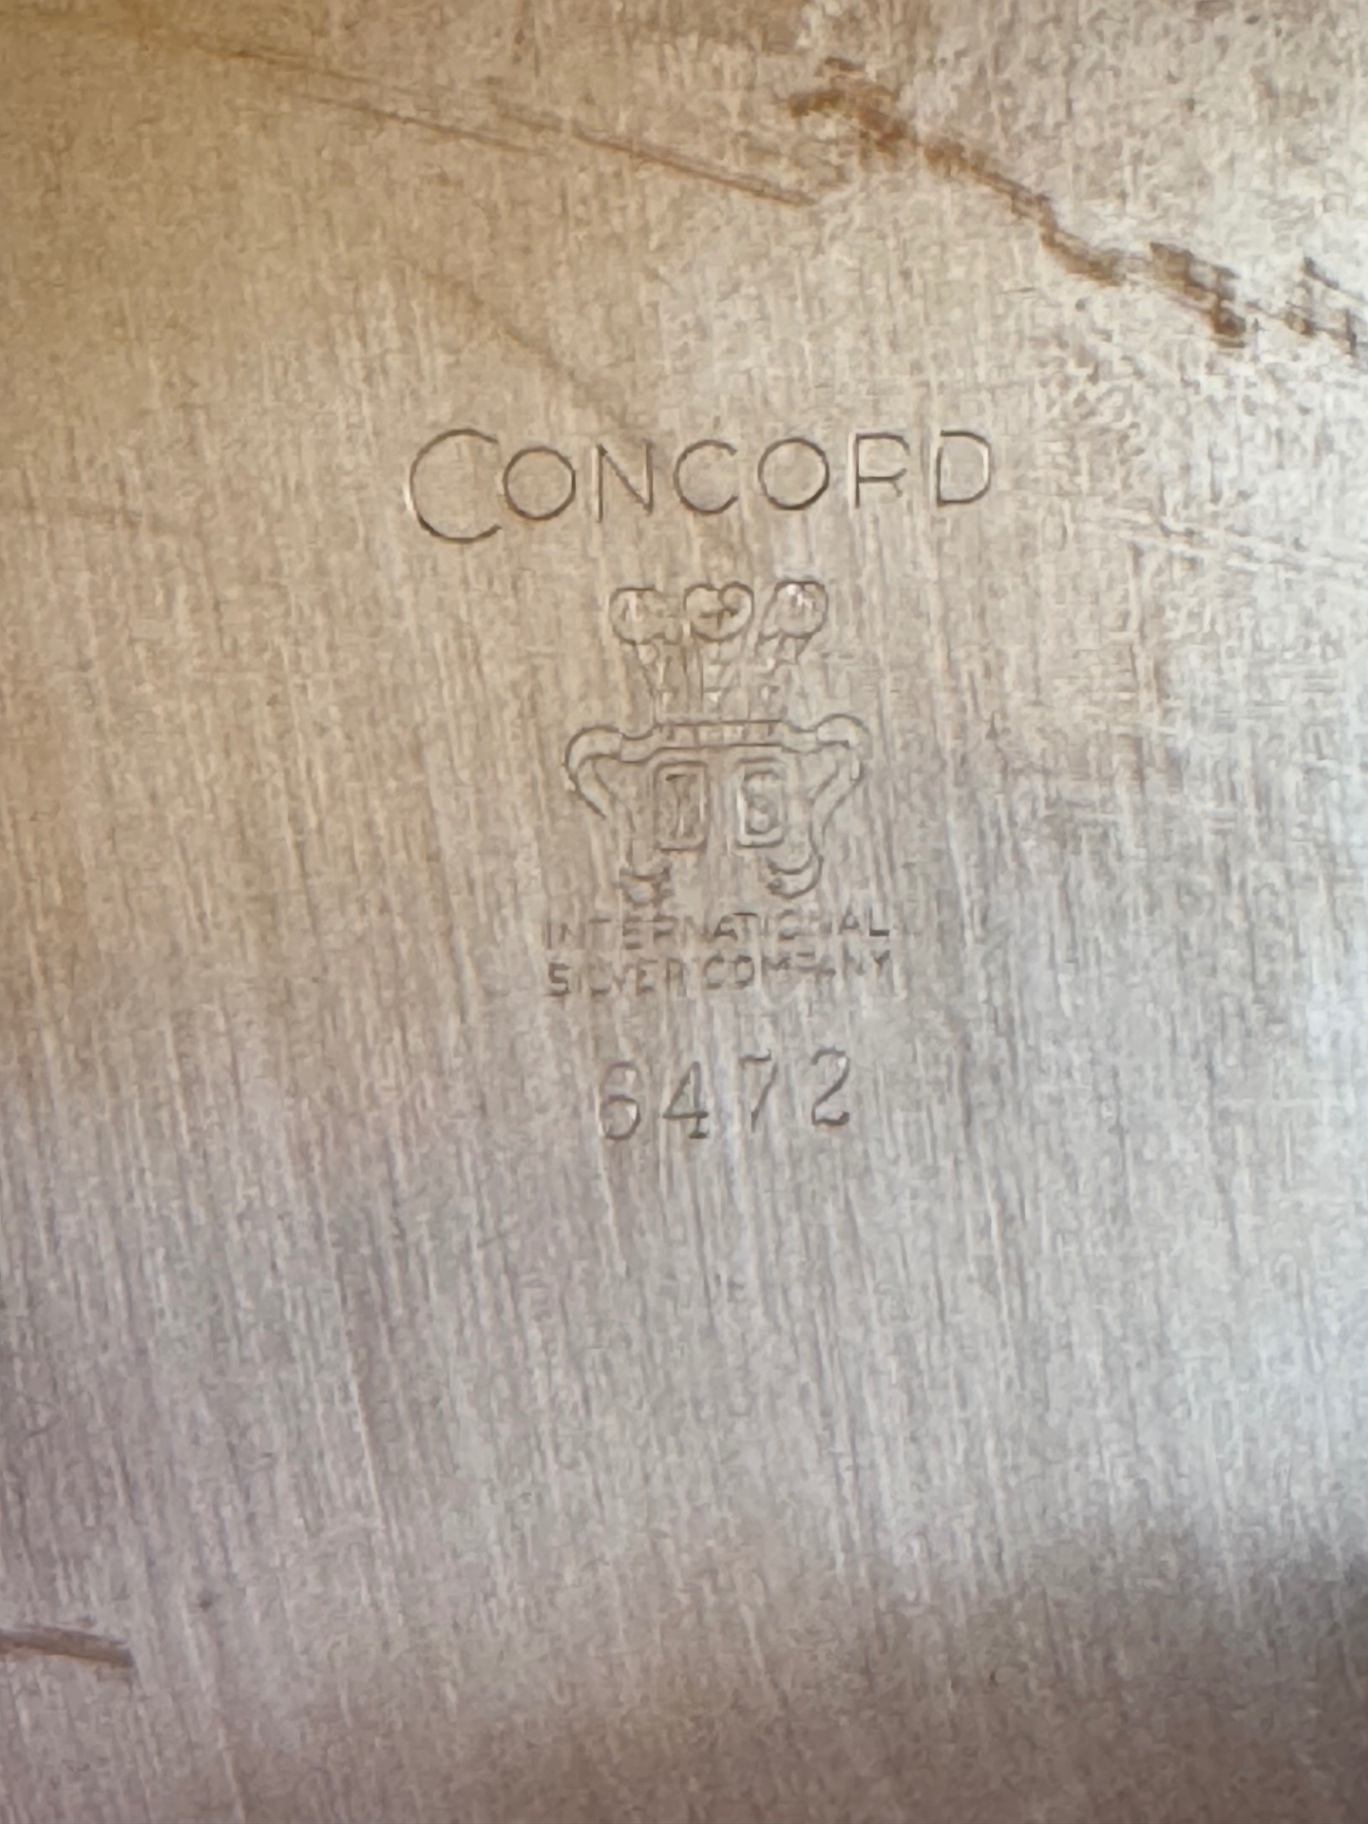 CONCORD
I S
INTERNATIONAL
SILVER COMPANY
6472